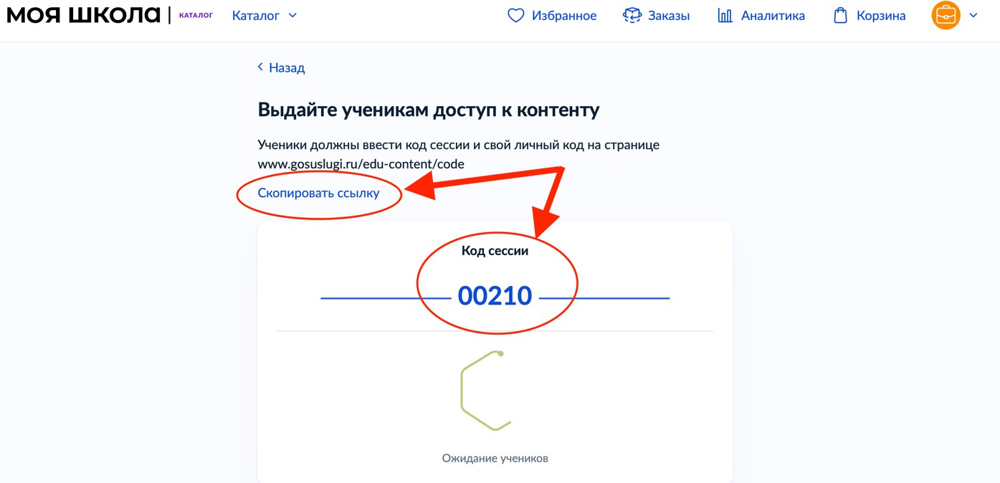 МОЯ ШКОЛА | КАТАЛОГ Каталог Избранное Заказы Аналитика Корзина
Назад
Выдайте ученикам доступ к контенту
Ученики должны ввести код сессии и свой личный код на странице
www.gosuslugi.ru/edu-content/code
Скопировать ссылку
Код сессии
00210
Ожидание учеников